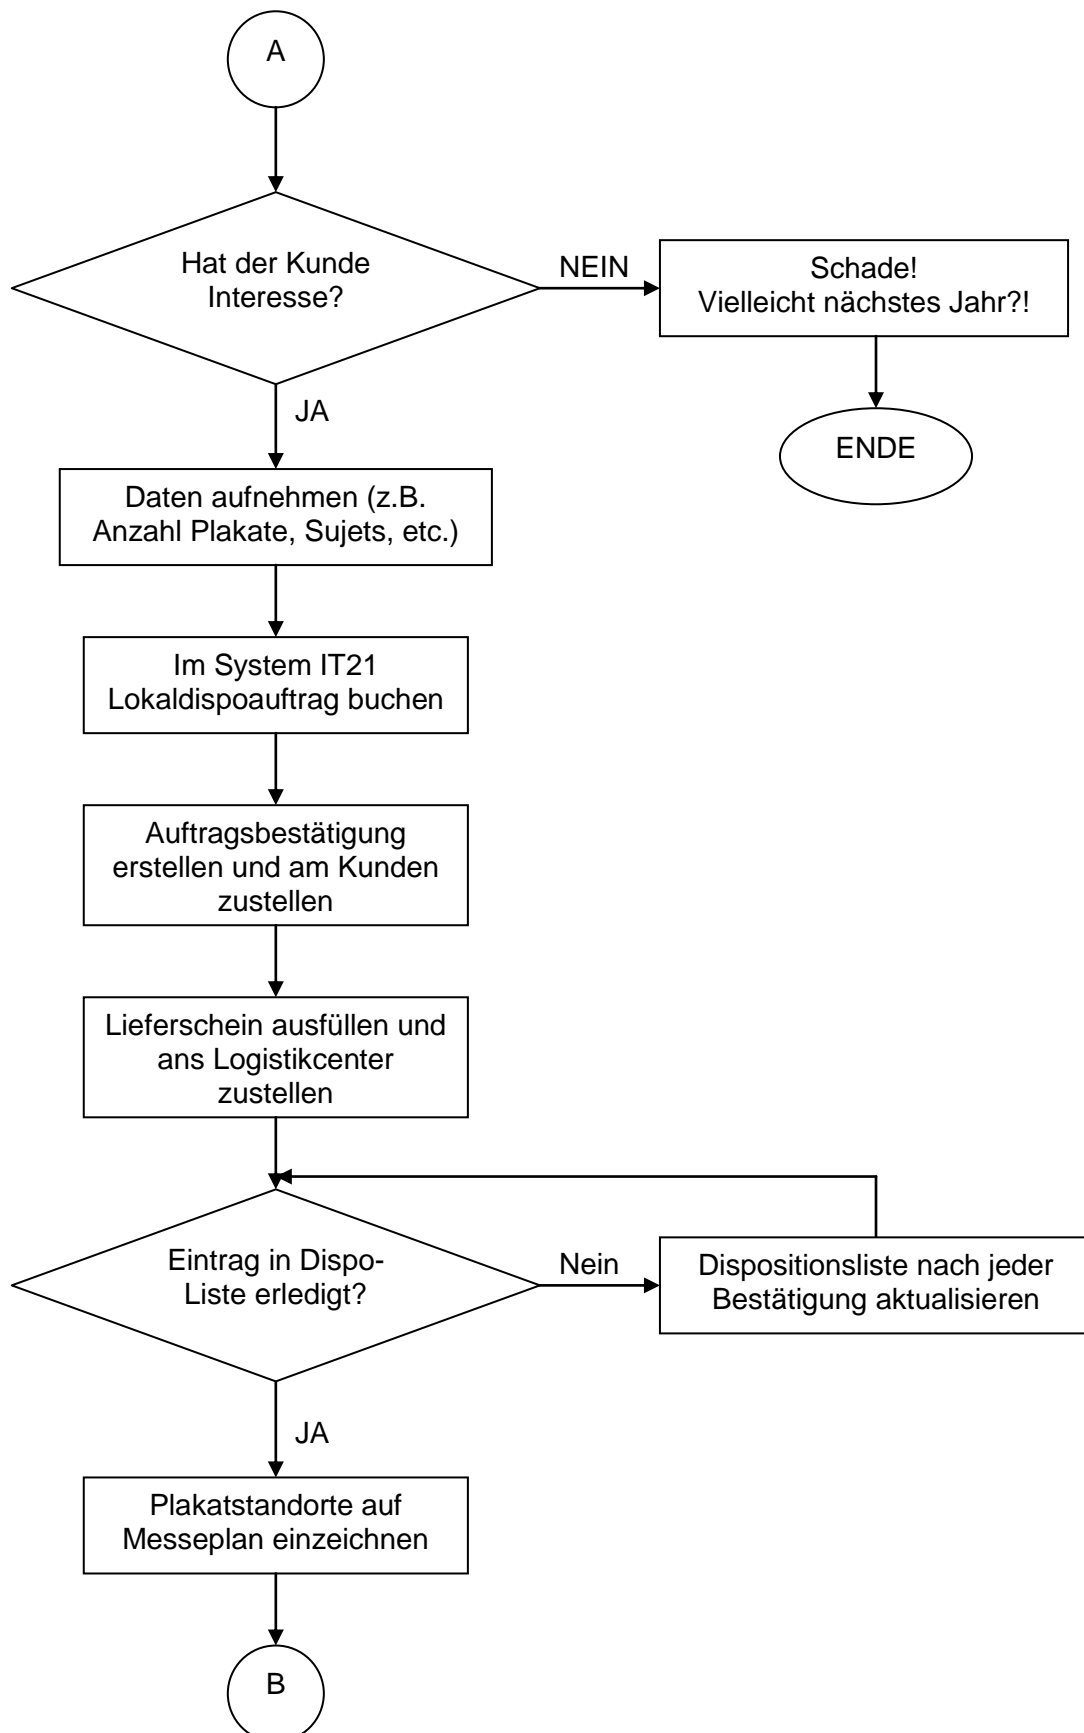 A
Hat der Kunde
Interesse?
NEIN
Schade!
Vielleicht nächstes Jahr?!
JA
ENDE
Daten aufnehmen (z.B.
Anzahl Plakate, Sujets, etc.)
Im System IT21
Lokaldispoauftrag buchen
Auftragsbestätigung
erstellen und am Kunden
zustellen
Lieferschein ausfüllen und
ans Logistikcenter
zustellen
Eintrag in Dispo-
Liste erledigt?
Nein
Dispositionsliste nach jeder
Bestätigung aktualisieren
JA
Plakatstandorte auf
Messeplan einzeichnen
B